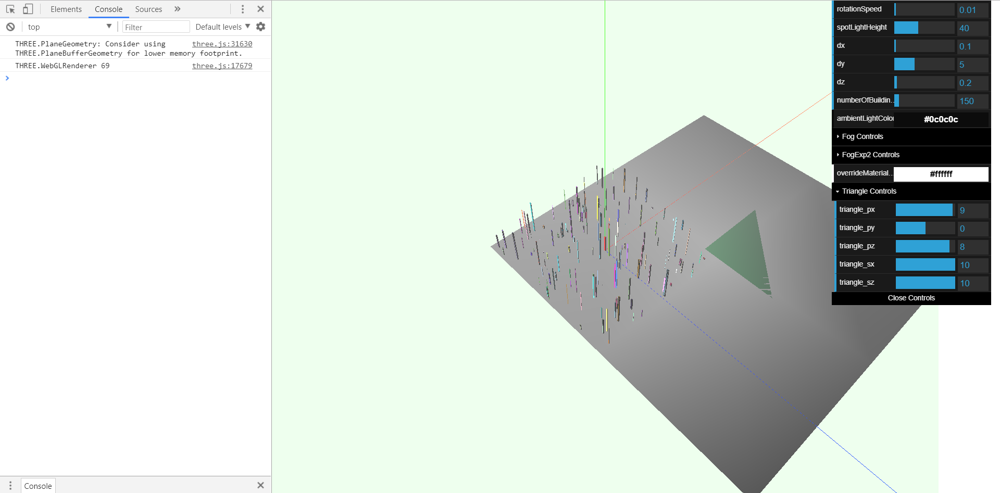 Elements Console Sources »
top Filter Default levels
THREE.PlaneGeometry: Consider using three.js:31630
THREE.PlaneBufferGeometry for lower memory footprint.
THREE.WebGLRenderer 69 three.js:17679
Console
rotationSpeed 0.01
spotLightHeight 40
dx 0.1
dy 5
dz 0.2
numberOfBuildin... 150
ambientLightColor #0c0c0c
Fog Controls
FogExp2 Controls
overrideMaterial... #ffffff
Triangle Controls
triangle_px 9
triangle_py 0
triangle_pz 8
triangle_sx 10
triangle_sz 10
Close Controls